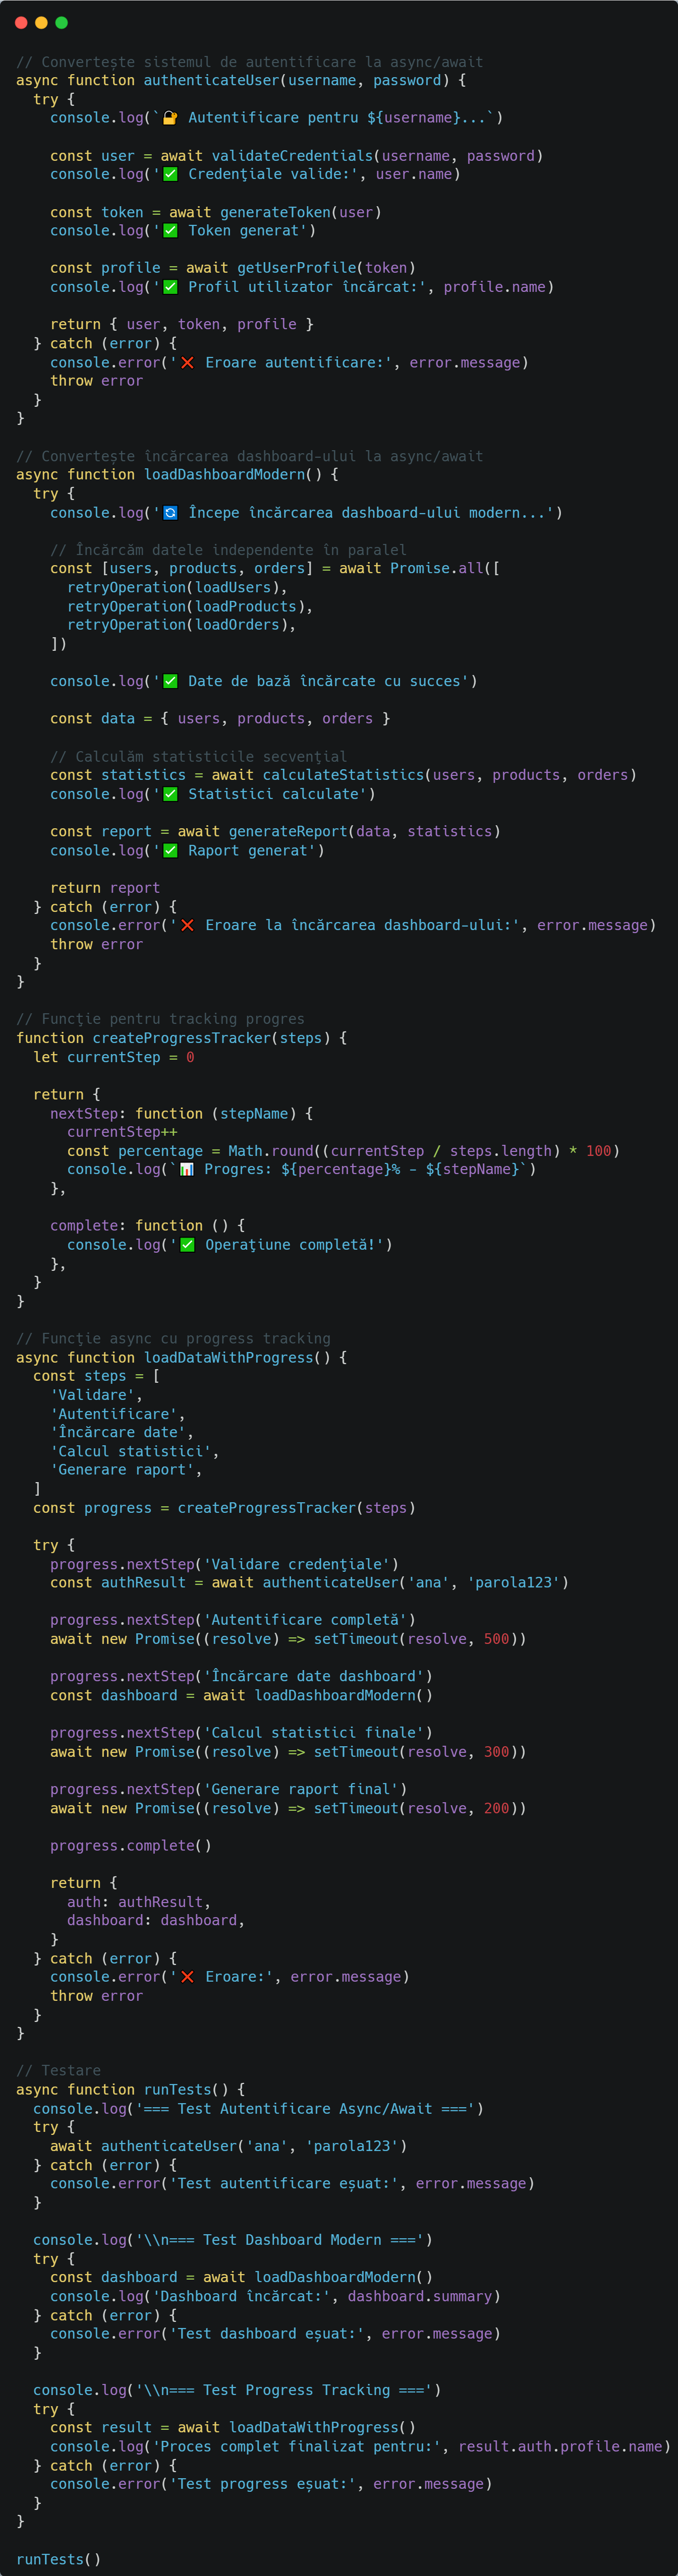 // Convertește sistemul de autentificare la async/await
async function authenticateUser(username, password) {
  try {
    console.log(`🔐 Autentificare pentru ${username}...`)

    const user = await validateCredentials(username, password)
    console.log('✅ Credențiale valide:', user.name)

    const token = await generateToken(user)
    console.log('✅ Token generat')

    const profile = await getUserProfile(token)
    console.log('✅ Profil utilizator încărcat:', profile.name)

    return { user, token, profile }
  } catch (error) {
    console.error('❌ Eroare autentificare:', error.message)
    throw error
  }
}

// Convertește încărcarea dashboard-ului la async/await
async function loadDashboardModern() {
  try {
    console.log('🔄 Începe încărcarea dashboard-ului modern...')

    // Încărcăm datele independente în paralel
    const [users, products, orders] = await Promise.all([
      retryOperation(loadUsers),
      retryOperation(loadProducts),
      retryOperation(loadOrders),
    ])

    console.log('✅ Date de bază încărcate cu succes')

    const data = { users, products, orders }

    // Calculăm statisticile secvențial
    const statistics = await calculateStatistics(users, products, orders)
    console.log('✅ Statistici calculate')

    const report = await generateReport(data, statistics)
    console.log('✅ Raport generat')

    return report
  } catch (error) {
    console.error('❌ Eroare la încărcarea dashboard-ului:', error.message)
    throw error
  }
}

// Funcție pentru tracking progres
function createProgressTracker(steps) {
  let currentStep = 0

  return {
    nextStep: function (stepName) {
      currentStep++
      const percentage = Math.round((currentStep / steps.length) * 100)
      console.log(`📊 Progres: ${percentage}% - ${stepName}`)
    },

    complete: function () {
      console.log('✅ Operațiune completă!')
    },
  }
}

// Funcție async cu progress tracking
async function loadDataWithProgress() {
  const steps = [
    'Validare',
    'Autentificare',
    'Încărcare date',
    'Calcul statistici',
    'Generare raport',
  ]
  const progress = createProgressTracker(steps)

  try {
    progress.nextStep('Validare credențiale')
    const authResult = await authenticateUser('ana', 'parola123')

    progress.nextStep('Autentificare completă')
    await new Promise((resolve) => setTimeout(resolve, 500))

    progress.nextStep('Încărcare date dashboard')
    const dashboard = await loadDashboardModern()

    progress.nextStep('Calcul statistici finale')
    await new Promise((resolve) => setTimeout(resolve, 300))

    progress.nextStep('Generare raport final')
    await new Promise((resolve) => setTimeout(resolve, 200))

    progress.complete()

    return {
      auth: authResult,
      dashboard: dashboard,
    }
  } catch (error) {
    console.error('❌ Eroare:', error.message)
    throw error
  }
}

// Testare
async function runTests() {
  console.log('=== Test Autentificare Async/Await ===')
  try {
    await authenticateUser('ana', 'parola123')
  } catch (error) {
    console.error('Test autentificare eșuat:', error.message)
  }

  console.log('\\n=== Test Dashboard Modern ===')
  try {
    const dashboard = await loadDashboardModern()
    console.log('Dashboard încărcat:', dashboard.summary)
  } catch (error) {
    console.error('Test dashboard eșuat:', error.message)
  }

  console.log('\\n=== Test Progress Tracking ===')
  try {
    const result = await loadDataWithProgress()
    console.log('Proces complet finalizat pentru:', result.auth.profile.name)
  } catch (error) {
    console.error('Test progress eșuat:', error.message)
  }
}

runTests()